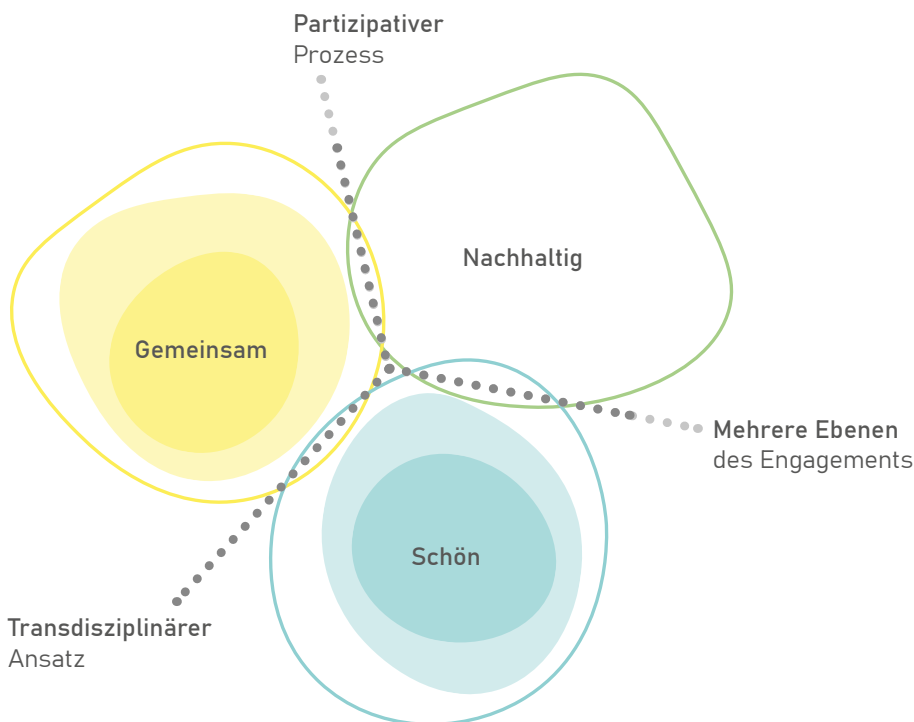 Partizipativer
Prozess
Nachhaltig
Gemeinsam
Mehrere Ebenen
des Engagements
Schön
Transdisziplinärer
Ansatz